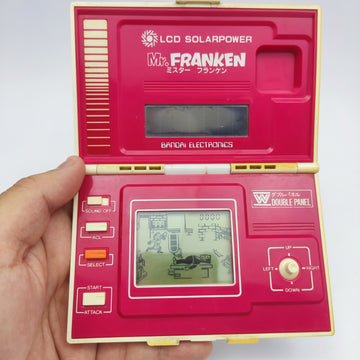 LCD SOLARPOWER
Mr. FRANKEN
ミスター フランケン
BANDAI ELECTRONICS
SOUND OFF
ACL
SELECT
START
ATTACK
W ダブルパネル
DOUBLE PANEL
UP
LEFT
RIGHT
DOWN